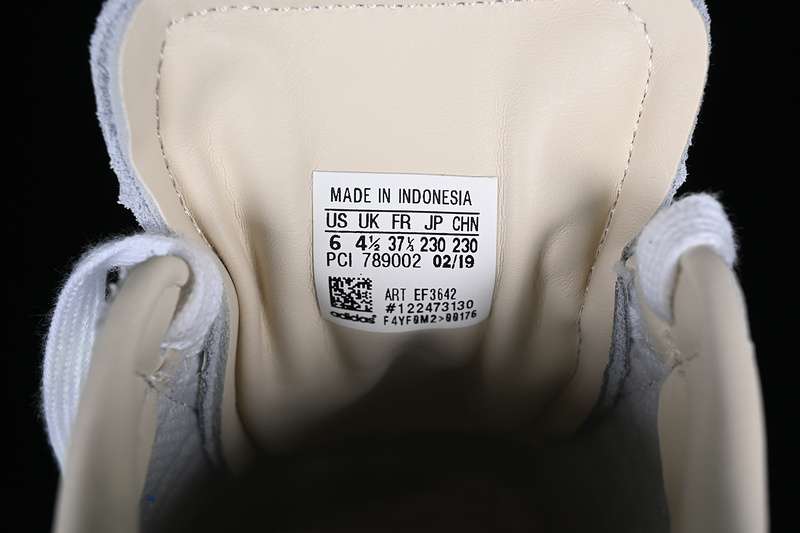 MADE IN INDONESIA
US UK FR JP CHN
6 4½ 37⅓ 230 230
PCI 789002 02/19
ART EF3642
#122473130
adidas F4YF0M2>00176